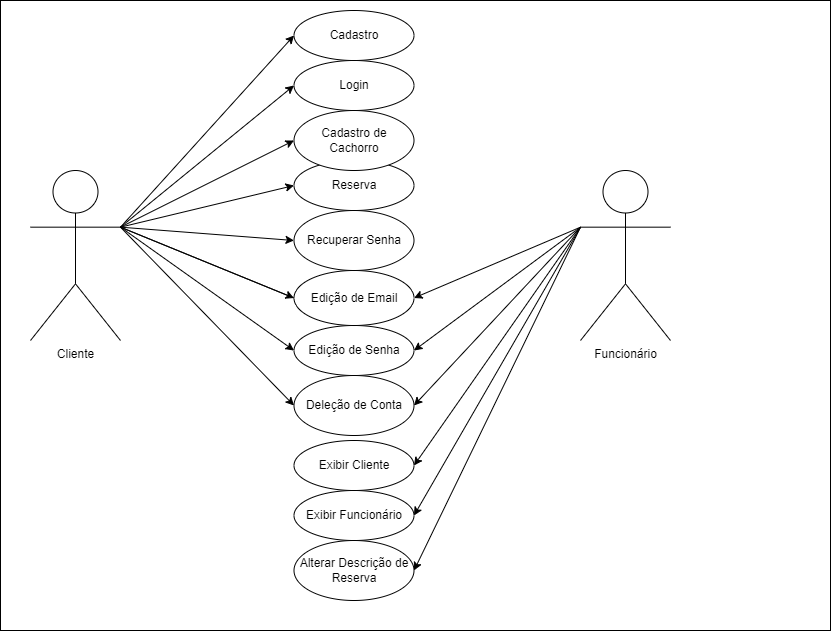 Cadastro
Login
Cadastro de
Cachorro
Reserva
Recuperar Senha
Edição de Email
Edição de Senha
Cliente
Funcionário
Deleção de Conta
Exibir Cliente
Exibir Funcionário
Alterar Descrição de
Reserva